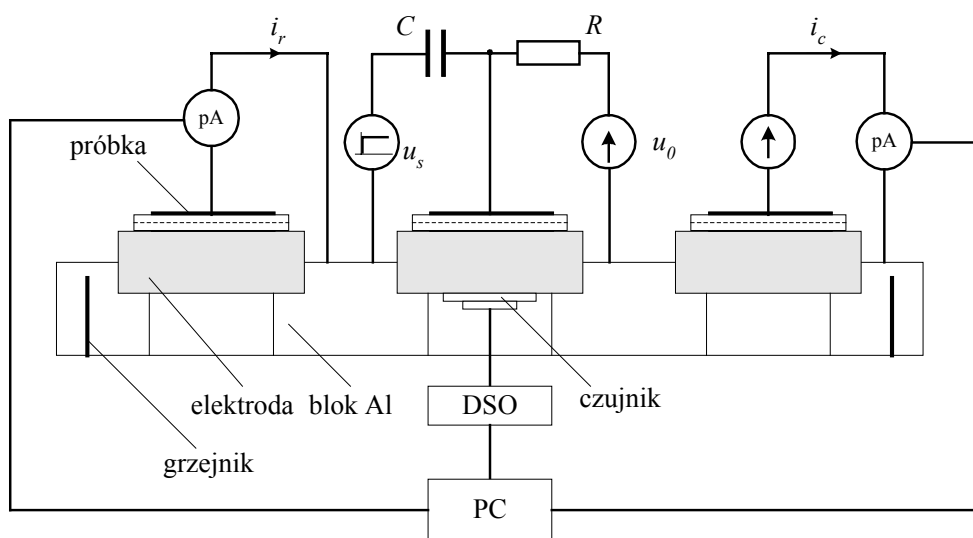 i_r
C
R
i_c
pA
próbka
u_s
u_0
pA
elektroda
blok Al
DSO
czujnik
grzejnik
PC